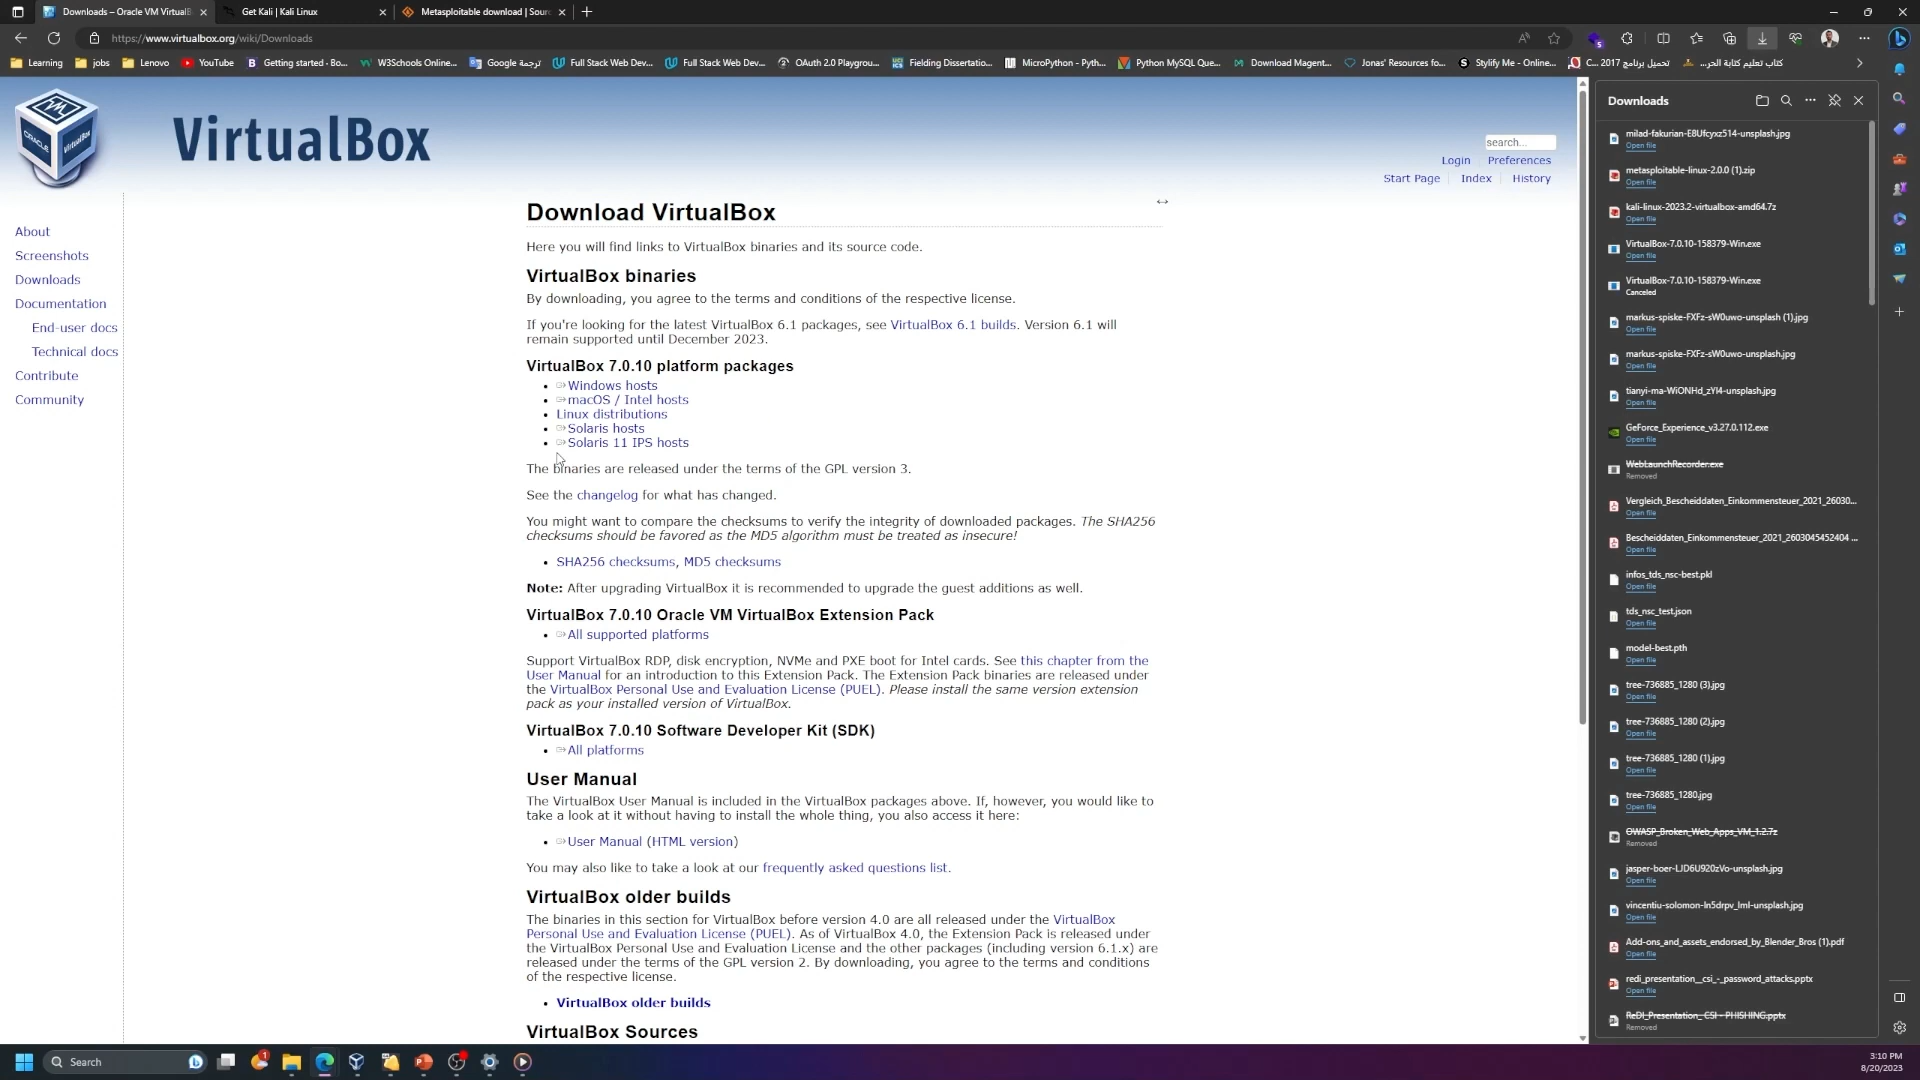 Downloads – Oracle VM VirtualB
Get Kali | Kali Linux
Metasploitable download | Sour
https://www.virtualbox.org/wiki/Downloads
Learning
jobs
Lenovo
YouTube
Getting started - Bo...
W3Schools Online...
ترجمة Google
Full Stack Web Dev...
Full Stack Web Dev...
OAuth 2.0 Playgrou...
Fielding Dissertatio...
MicroPython - Pyth...
Python MySQL Que...
Download Magent...
Jonas' Resources fo...
Stylify Me - Online...
تحميل برنامج C... 2017
كتاب تعليم كتابة الحر...
VirtualBox
search...
Login
Preferences
Start Page
Index
History
About
Screenshots
Downloads
Documentation
End-user docs
Technical docs
Contribute
Community
Download VirtualBox
Here you will find links to VirtualBox binaries and its source code.
VirtualBox binaries
By downloading, you agree to the terms and conditions of the respective license.
If you're looking for the latest VirtualBox 6.1 packages, see VirtualBox 6.1 builds. Version 6.1 will
remain supported until December 2023.
VirtualBox 7.0.10 platform packages
Windows hosts
macOS / Intel hosts
Linux distributions
Solaris hosts
Solaris 11 IPS hosts
The binaries are released under the terms of the GPL version 3.
See the changelog for what has changed.
You might want to compare the checksums to verify the integrity of downloaded packages. The SHA256
checksums should be favored as the MD5 algorithm must be treated as insecure!
SHA256 checksums, MD5 checksums
Note: After upgrading VirtualBox it is recommended to upgrade the guest additions as well.
VirtualBox 7.0.10 Oracle VM VirtualBox Extension Pack
All supported platforms
Support VirtualBox RDP, disk encryption, NVMe and PXE boot for Intel cards. See this chapter from the
User Manual for an introduction to this Extension Pack. The Extension Pack binaries are released under
the VirtualBox Personal Use and Evaluation License (PUEL). Please install the same version extension
pack as your installed version of VirtualBox.
VirtualBox 7.0.10 Software Developer Kit (SDK)
All platforms
User Manual
The VirtualBox User Manual is included in the VirtualBox packages above. If, however, you would like to
take a look at it without having to install the whole thing, you also access it here:
User Manual (HTML version)
You may also like to take a look at our frequently asked questions list.
VirtualBox older builds
The binaries in this section for VirtualBox before version 4.0 are all released under the VirtualBox
Personal Use and Evaluation License (PUEL). As of VirtualBox 4.0, the Extension Pack is released under
the VirtualBox Personal Use and Evaluation License and the other packages (including version 6.1.x) are
released under the terms of the GPL version 2. By downloading, you agree to the terms and conditions
of the respective license.
VirtualBox older builds
VirtualBox Sources
Downloads
milad-fakurian-E8Ufcyxz514-unsplash.jpg
Open file
metasploitable-linux-2.0.0 (1).zip
Open file
kali-linux-2023.2-virtualbox-amd64.7z
Open file
VirtualBox-7.0.10-158379-Win.exe
Open file
VirtualBox-7.0.10-158379-Win.exe
Canceled
markus-spiske-FXFz-sW0uwo-unsplash (1).jpg
Open file
markus-spiske-FXFz-sW0uwo-unsplash.jpg
Open file
tianyi-ma-WiONHd_zYI4-unsplash.jpg
Open file
GeForce_Experience_v3.27.0.112.exe
Open file
WebLaunchRecorder.exe
Removed
Vergleich_Bescheiddaten_Einkommensteuer_2021_26030...
Open file
Bescheiddaten_Einkommensteuer_2021_2603045452404 ...
Open file
infos_tds_nsc-best.pkl
Open file
tds_nsc_test.json
Open file
model-best.pth
Open file
tree-736885_1280 (3).jpg
Open file
tree-736885_1280 (2).jpg
Open file
tree-736885_1280 (1).jpg
Open file
tree-736885_1280.jpg
Open file
OWASP_Broken_Web_Apps_VM_1.2.7z
Removed
jasper-boer-LJD6U920zVo-unsplash.jpg
Open file
vincentiu-solomon-ln5drpv_ImI-unsplash.jpg
Open file
Add-ons_and_assets_endorsed_by_Blender_Bros (1).pdf
Open file
redi_presentation__csi_-_password_attacks.pptx
Open file
ReDI_Presentation_ CSI - PHISHING.pptx
Removed
Search
3:10 PM
8/20/2023